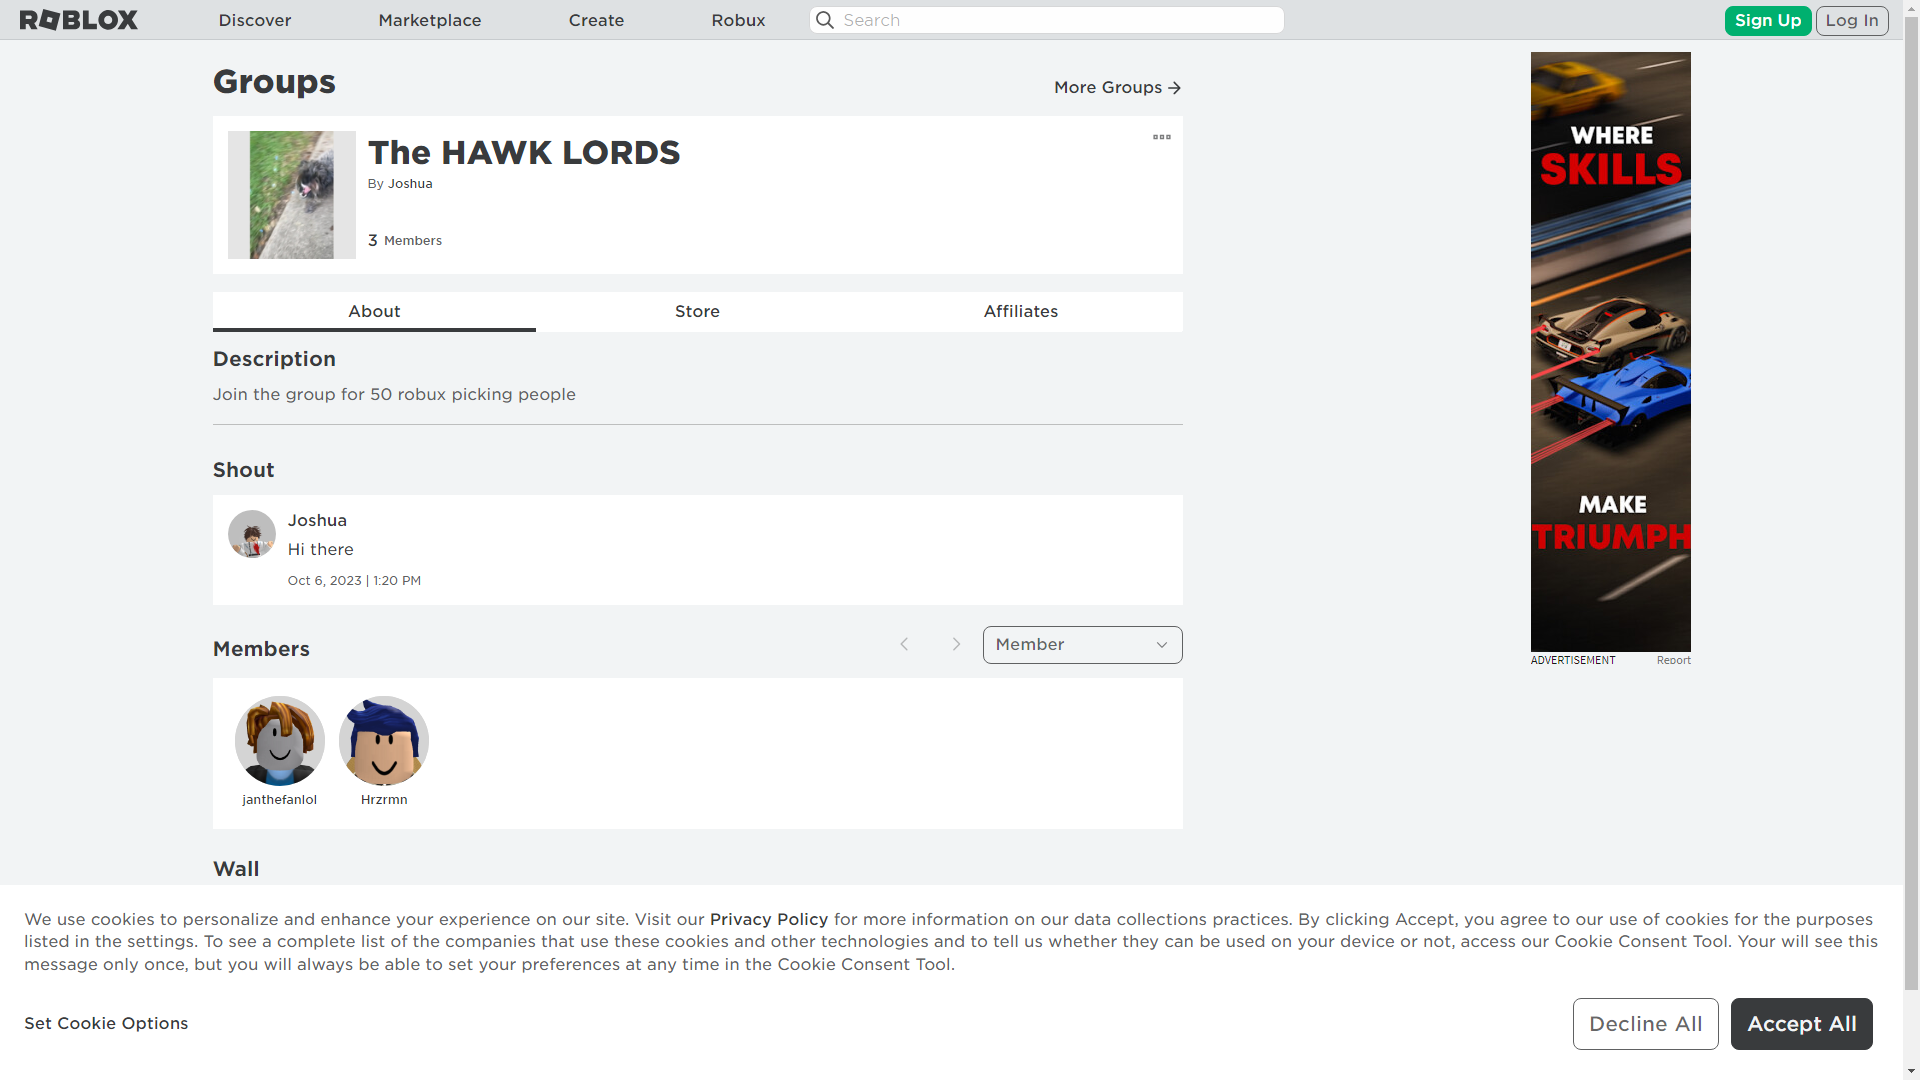 ROBLOX
Discover
Marketplace
Create
Robux
Search
Sign Up
Log In
Groups
More Groups
The HAWK LORDS
By Joshua
3 Members
About
Store
Affiliates
Description
Join the group for 50 robux picking people
Shout
Joshua
Hi there
Oct 6, 2023 | 1:20 PM
Members
Member
janthefanlol
Hrzrmn
Wall
WHERE
SKILLS
MAKE
TRIUMPH
ADVERTISEMENT
Report
We use cookies to personalize and enhance your experience on our site. Visit our Privacy Policy for more information on our data collections practices. By clicking Accept, you agree to our use of cookies for the purposes
listed in the settings. To see a complete list of the companies that use these cookies and other technologies and to tell us whether they can be used on your device or not, access our Cookie Consent Tool. Your will see this
message only once, but you will always be able to set your preferences at any time in the Cookie Consent Tool.
Set Cookie Options
Decline All
Accept All